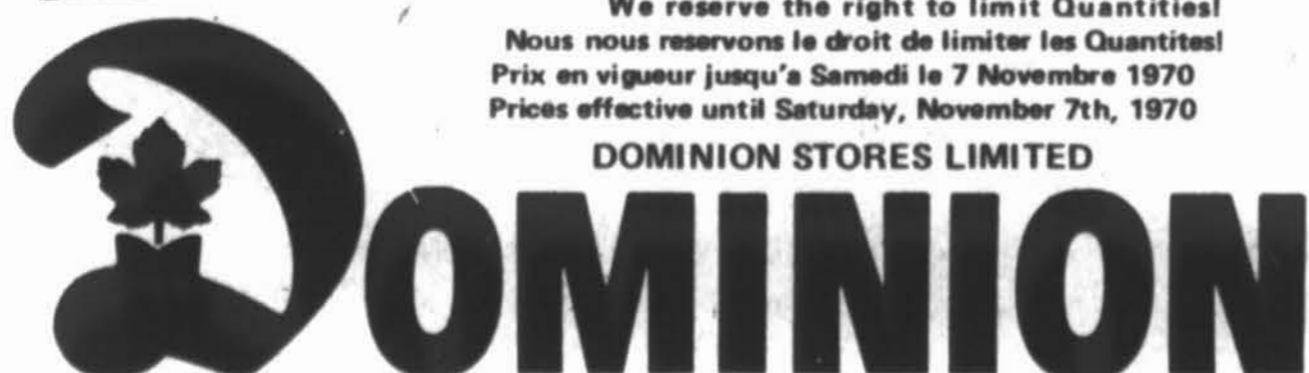 We reserve the right to limit Quantities!
Nous nous reservons le droit de limiter les Quantites!
Prix en vigueur jusqu'a Samedi le 7 Novembre 1970
Prices effective until Saturday, November 7th, 1970
DOMINION STORES LIMITED
DOMINION